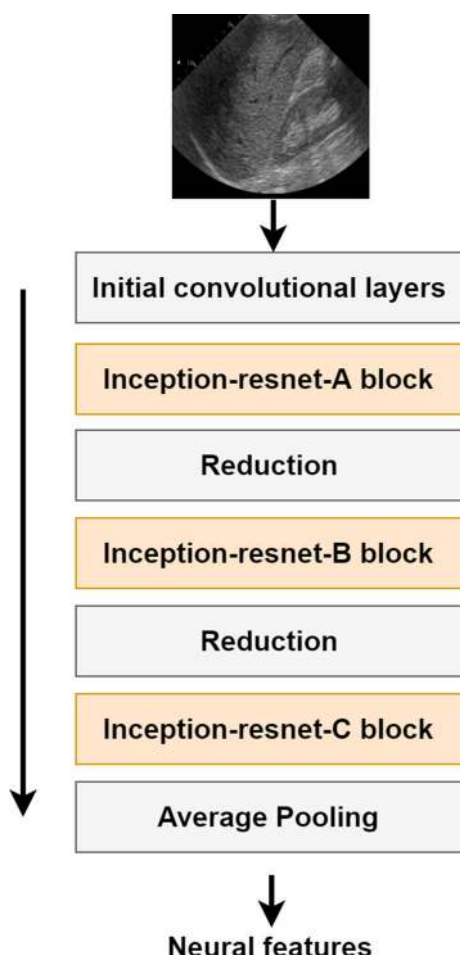 Initial convolutional layers
Inception-resnet-A block
Reduction
Inception-resnet-B block
Reduction
Inception-resnet-C block
Average Pooling
Neural features